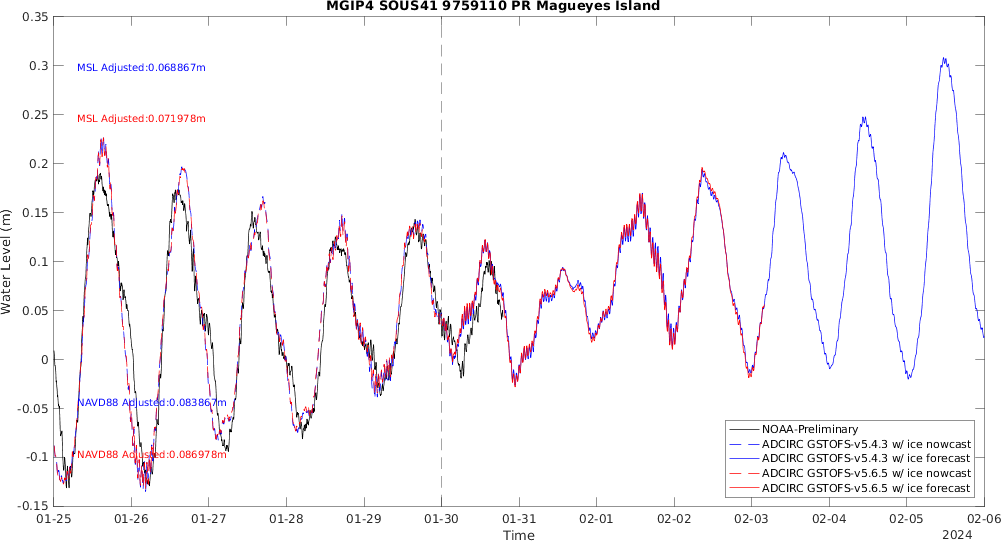 MGIP4 SOUS41 9759110 PR Magueyes Island
0.35
0.3
0.25
0.2
0.15
0.1
0.05
0
-0.05
-0.1
-0.15
Water Level (m)
MSL Adjusted:0.068867m
MSL Adjusted:0.071978m
NAVD88 Adjusted:0.083867m
NAVD88 Adjusted:0.086978m
NOAA-Preliminary
ADCIRC GSTOFS-v5.4.3 w/ ice nowcast
ADCIRC GSTOFS-v5.4.3 w/ ice forecast
ADCIRC GSTOFS-v5.6.5 w/ ice nowcast
ADCIRC GSTOFS-v5.6.5 w/ ice forecast
01-25 01-26 01-27 01-28 01-29 01-30 01-31 02-01 02-02 02-03 02-04 02-05 02-06
Time
2024